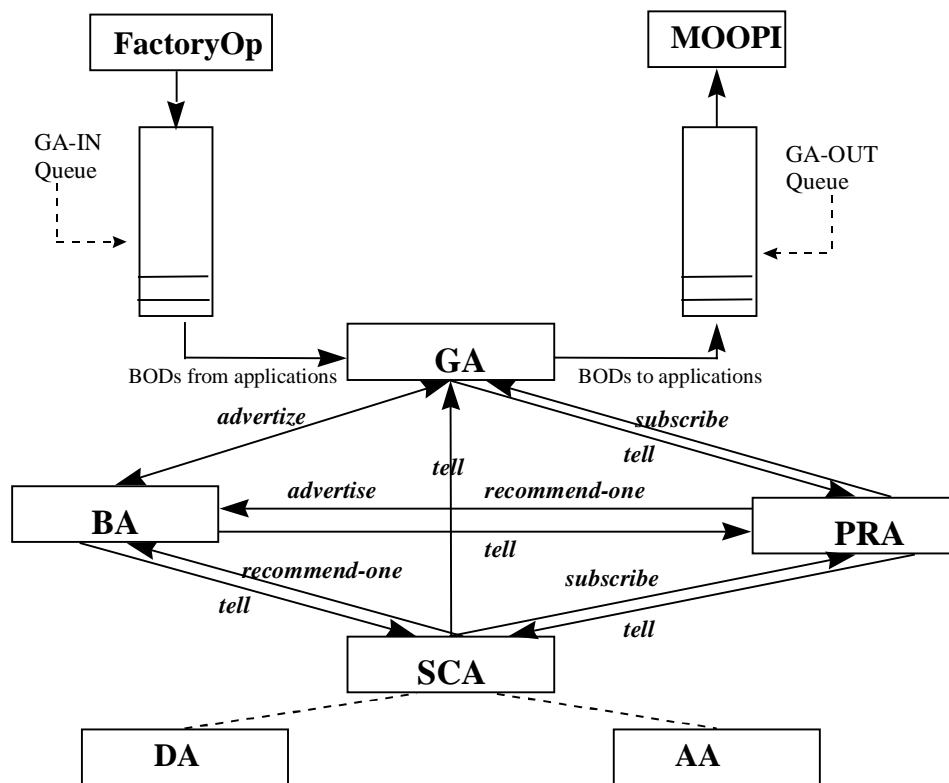 FactoryOp
MOOPI
GA-IN
Queue
GA-OUT
Queue
GA
BODs from applications
BODs to applications
advertize
subscribe
tell
tell
advertise
recommend-one
BA
PRA
tell
recommend-one
subscribe
tell
tell
SCA
DA
AA